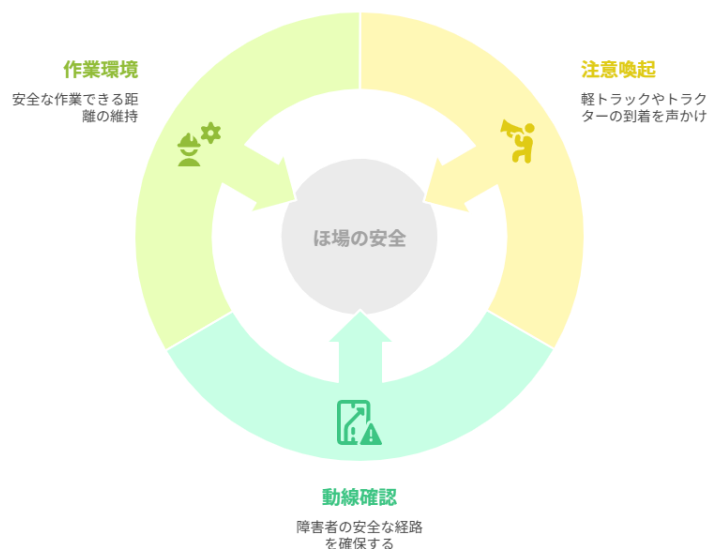 作業環境
安全な作業できる距
離の維持
注意喚起
軽トラックやトラク
ターの到着を声かけ
ほ場の安全
動線確認
障害者の安全な経路
を確保する